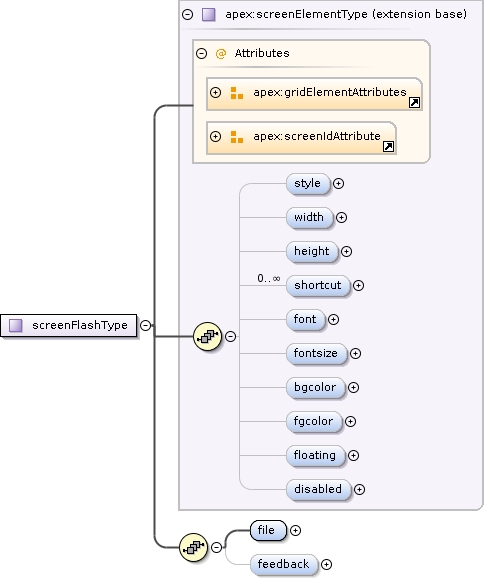 apex:screenElementType (extension base)
@ Attributes
apex:gridElementAttributes
apex:screenIdAttribute
style
width
height
0..∞
shortcut
font
screenFlashType
fontsize
bgcolor
fgcolor
floating
disabled
file
feedback